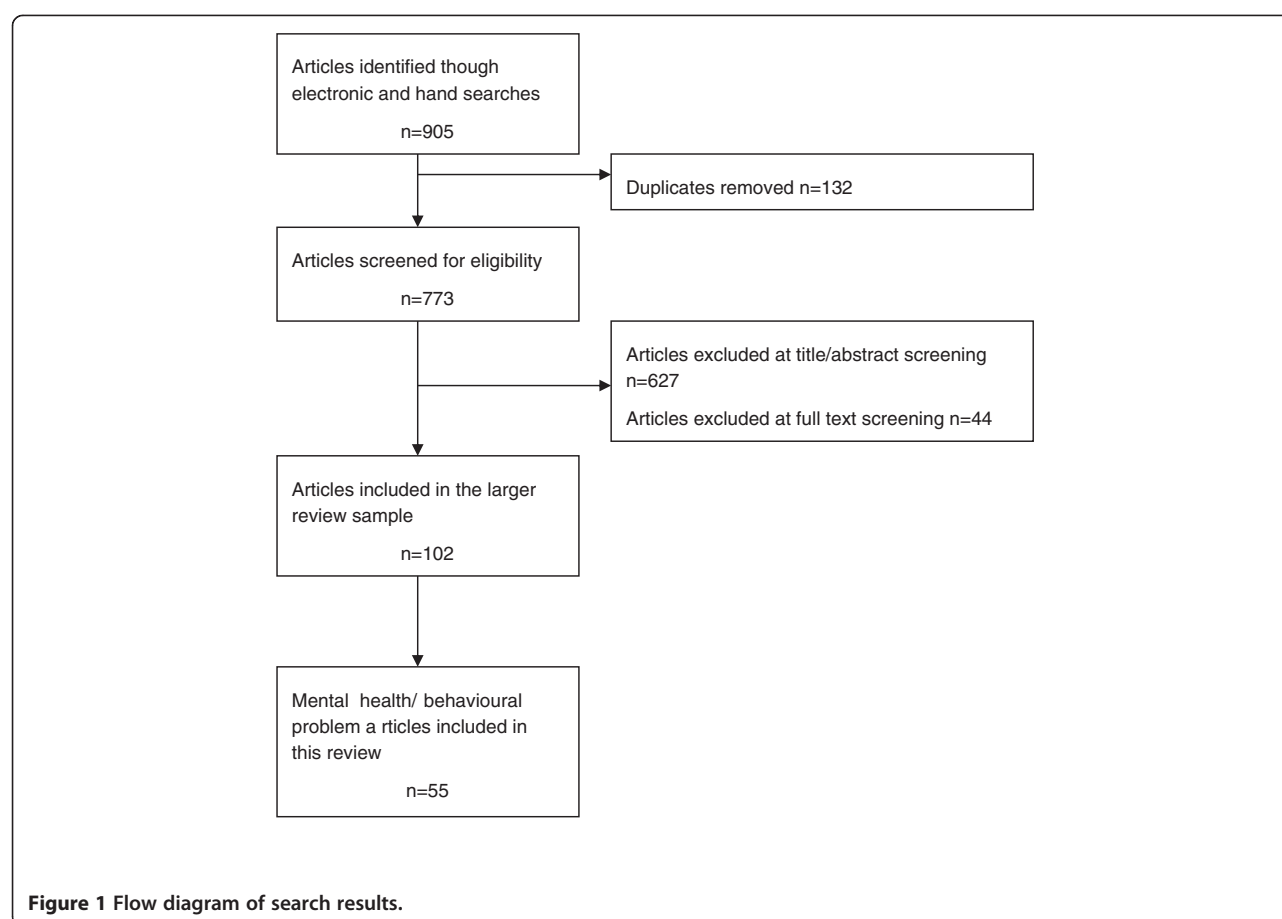 Articles identified though
electronic and hand searches
n=905
Duplicates removed n=132
Articles screened for eligibility
n=773
Articles excluded at title/abstract screening
n=627
Articles excluded at full text screening n=44
Articles included in the larger
review sample
n=102
Mental health/ behavioural
problem a rticles included in
this review
n=55
Figure 1 Flow diagram of search results.